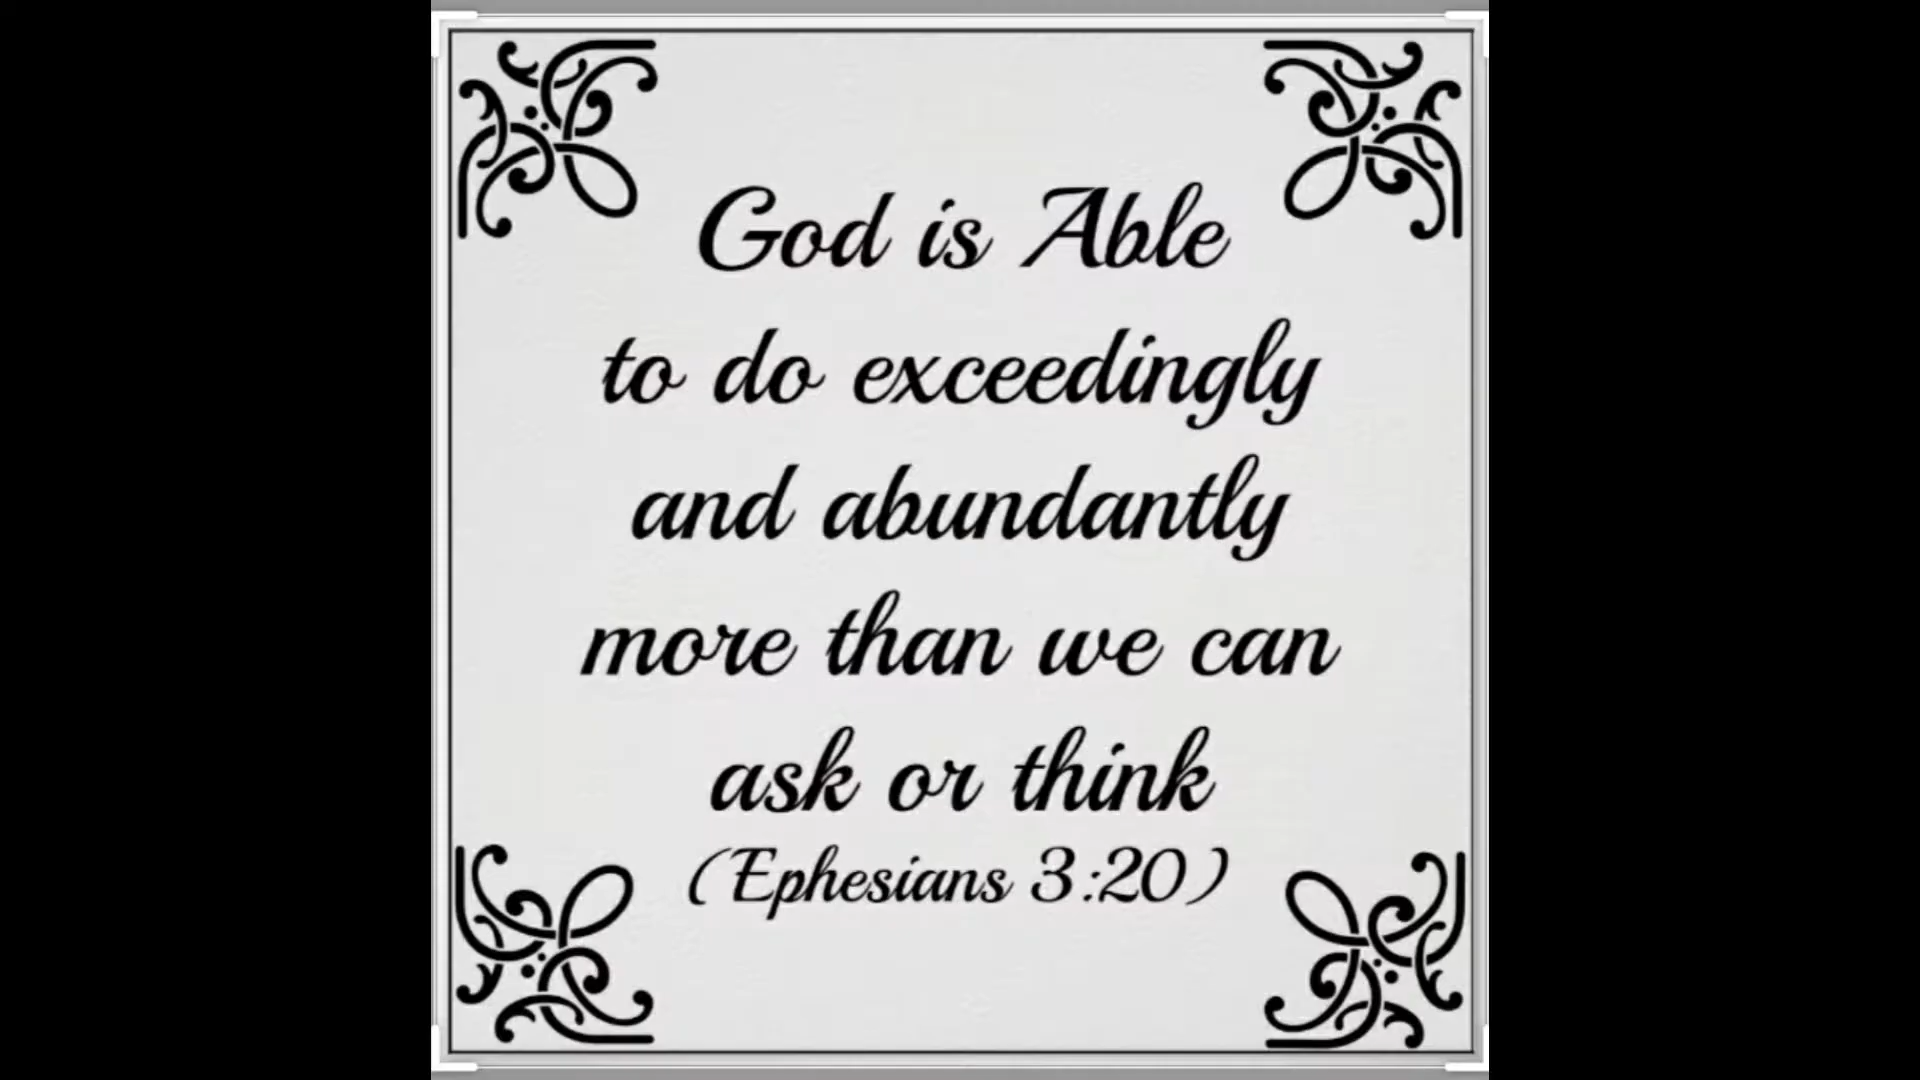 God is Able
to do exceedingly
and abundantly
more than we can
ask or think
(Ephesians 3:20)